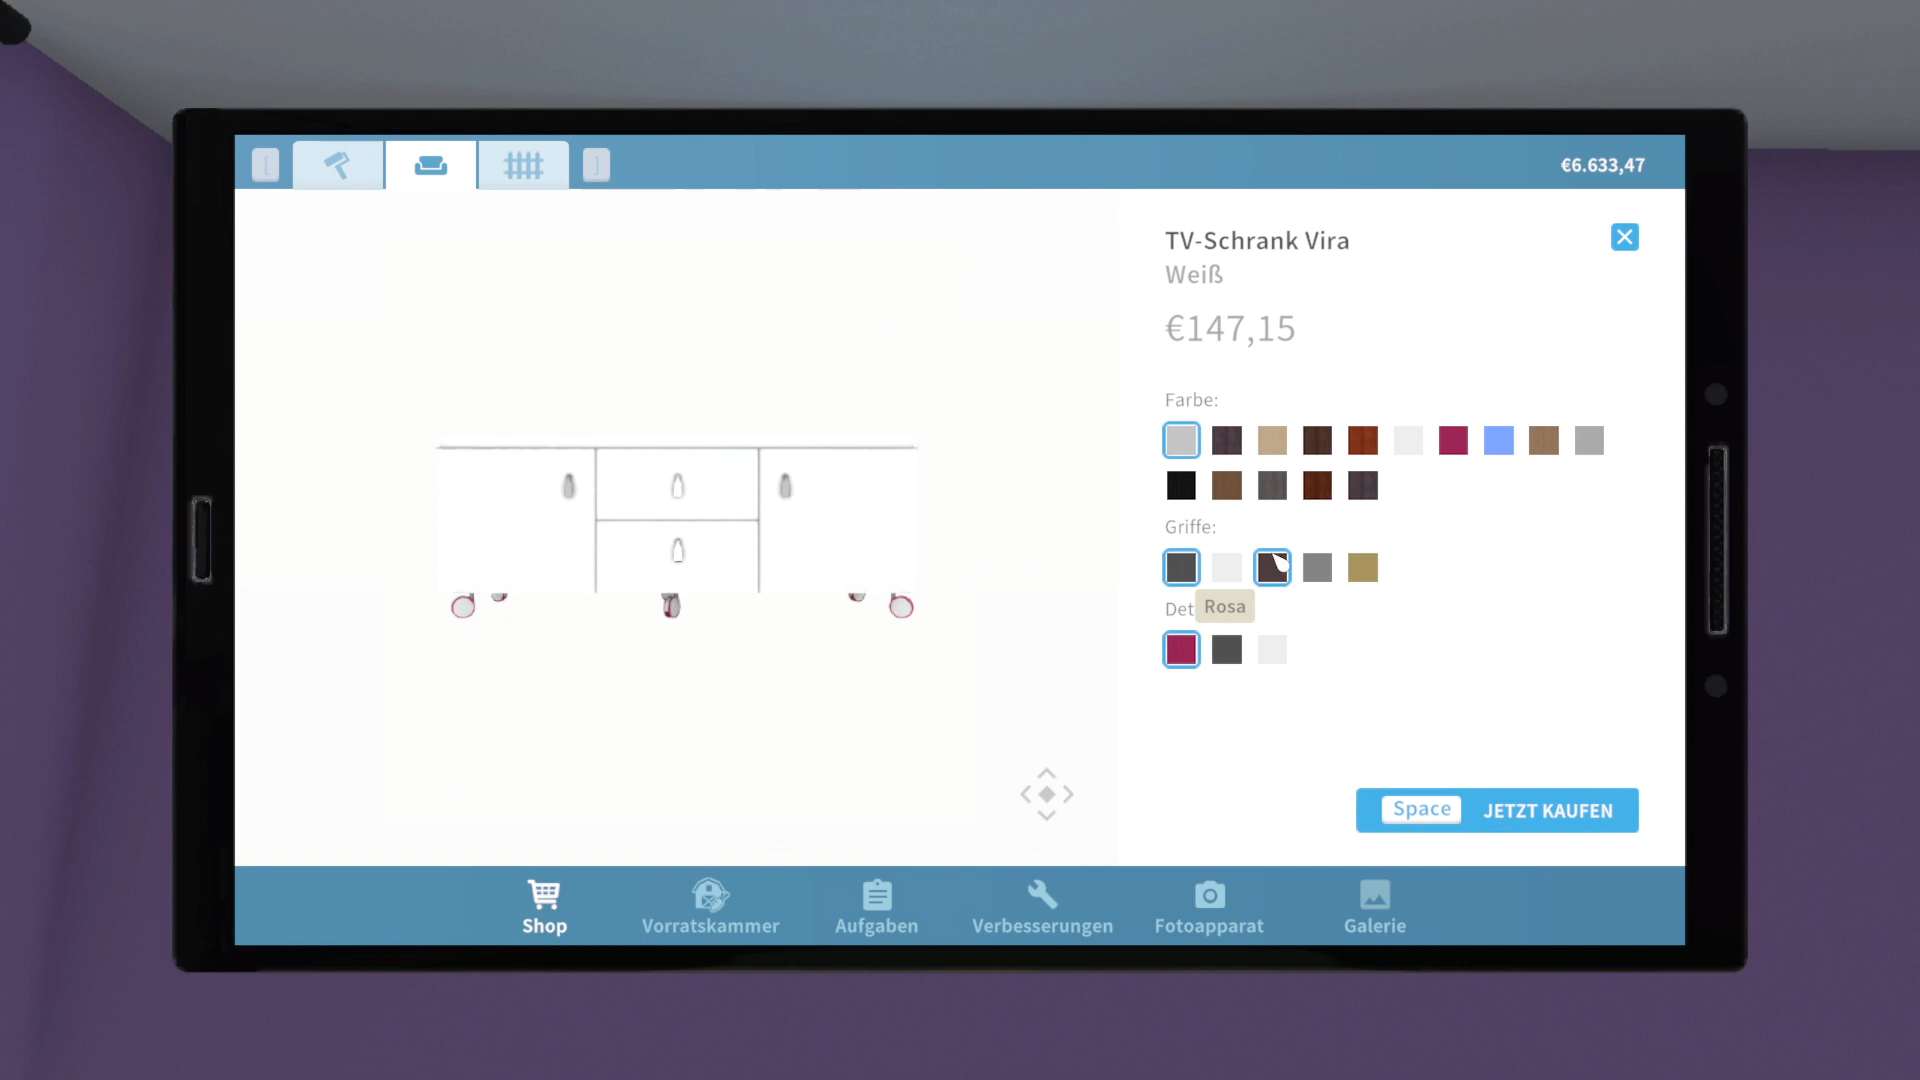 [
]
€6.633,47
TV-Schrank Vira
Weiß
€147,15
Farbe:
Griffe:
Det
Rosa
Space JETZT KAUFEN
Shop
Vorratskammer
Aufgaben
Verbesserungen
Fotoapparat
Galerie